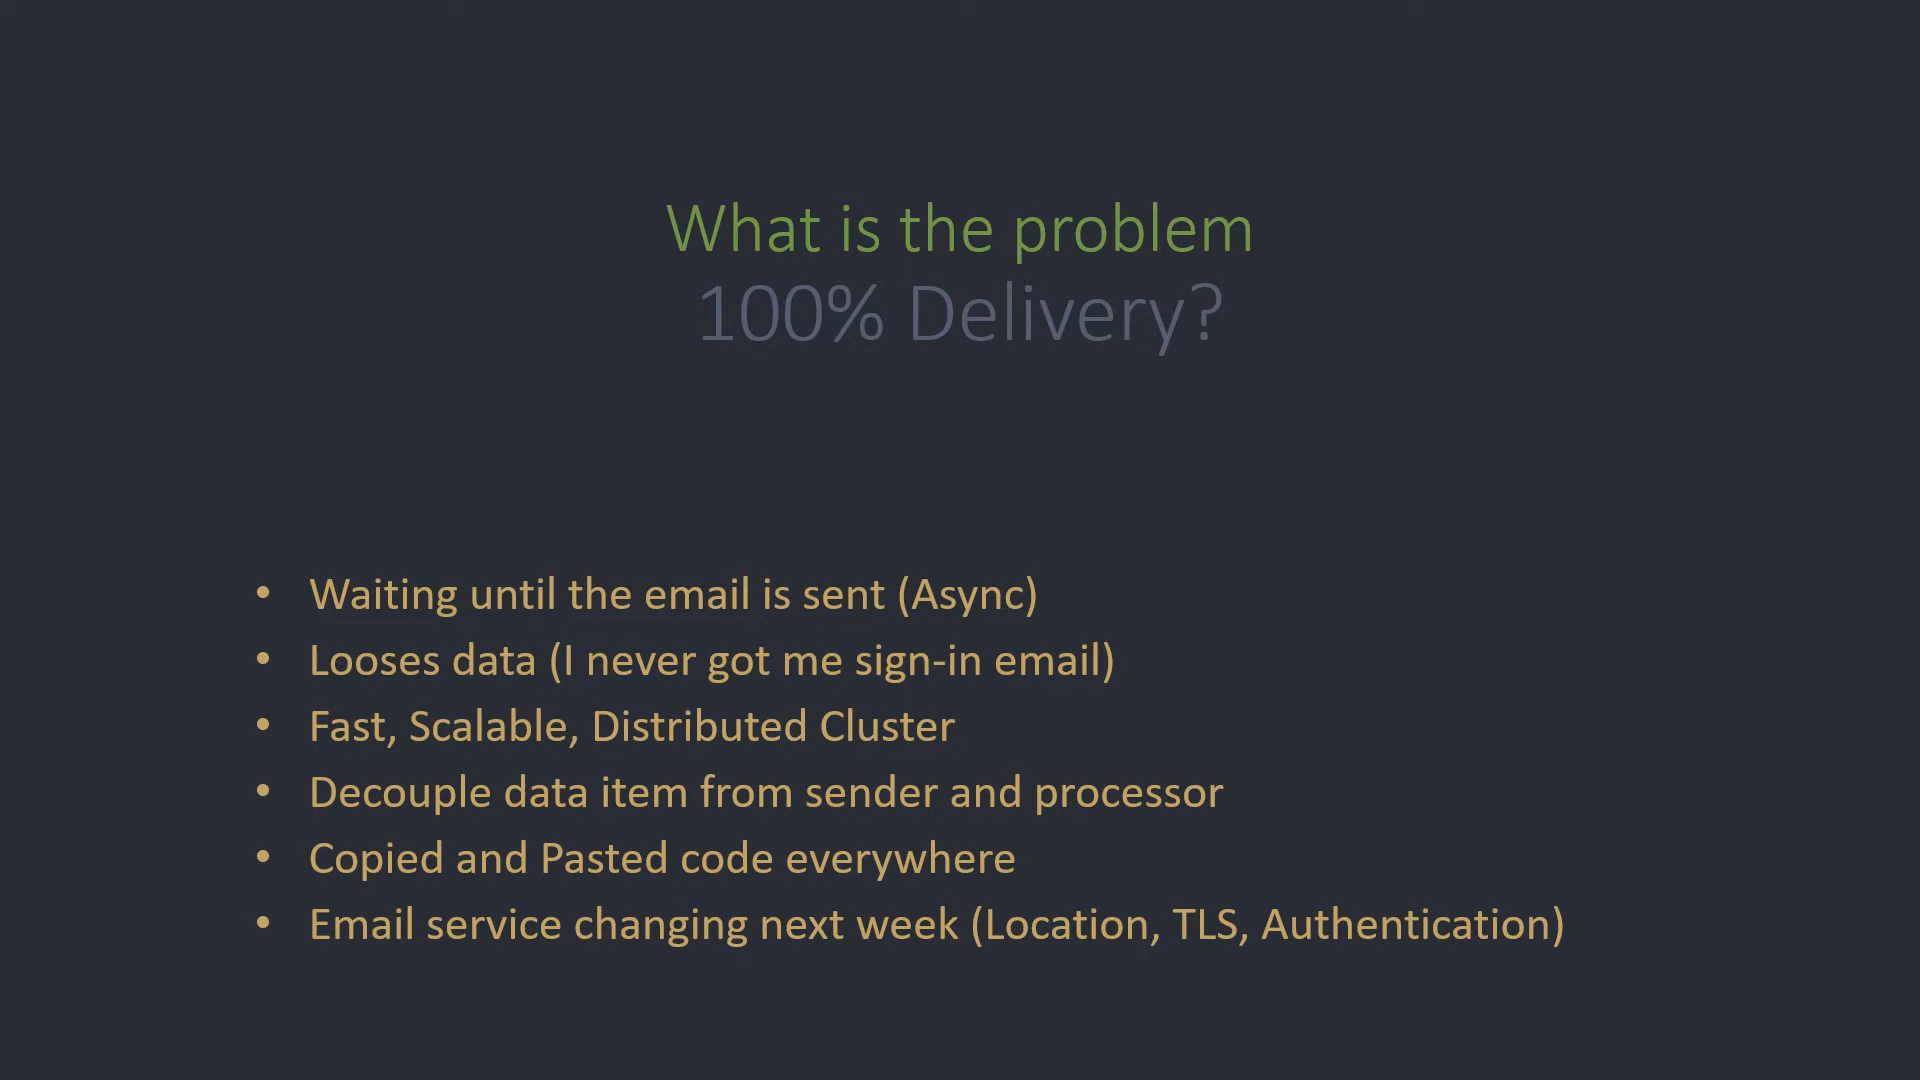 What is the problem
100% Delivery?
• Waiting until the email is sent (Async)
• Looses data (I never got me sign-in email)
• Fast, Scalable, Distributed Cluster
• Decouple data item from sender and processor
• Copied and Pasted code everywhere
• Email service changing next week (Location, TLS, Authentication)